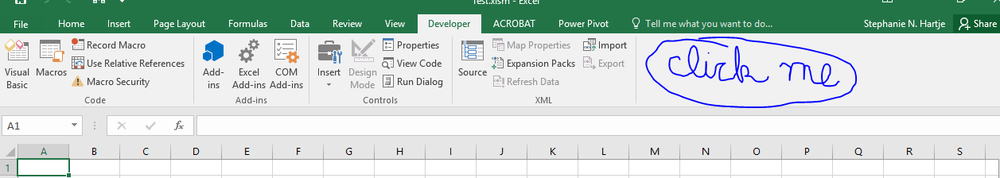 Test.xlsm - Excel
File Home Insert Page Layout Formulas Data Review View Developer ACROBAT Power Pivot Tell me what you want to do... Stephanie N. Hartje Share
Visual Basic
Macros
Record Macro
Use Relative References
Macro Security
Code
Add-ins
Excel Add-ins
COM Add-ins
Add-ins
Insert
Design Mode
Properties
View Code
Run Dialog
Controls
Source
Map Properties
Expansion Packs
Refresh Data
Import
Export
XML
click me
A1 fx
A B C D E F G H I J K L M N O P Q R S
1